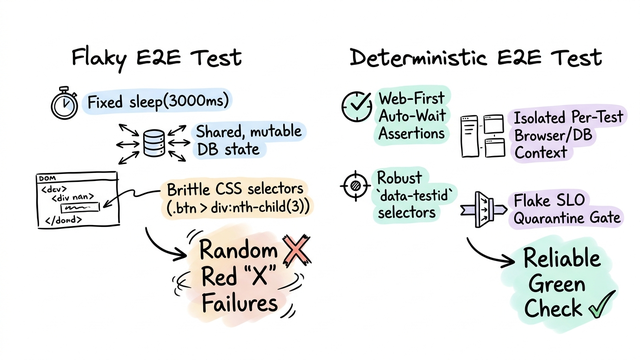 Flaky E2E Test
Fixed sleep(3000ms)
Shared, mutable
DB state
DOM
<dev>
<div nan>
</dond>
Brittle CSS selectors
(.btn > div:nth-child(3))
Random
Red "X"
Failures
Deterministic E2E Test
Web-First
Auto-Wait
Assertions
Isolated Per-Test
Browser/DB
Context
Robust
`data-testid`
selectors
Flake SLO
Quarantine Gate
Reliable
Green
Check